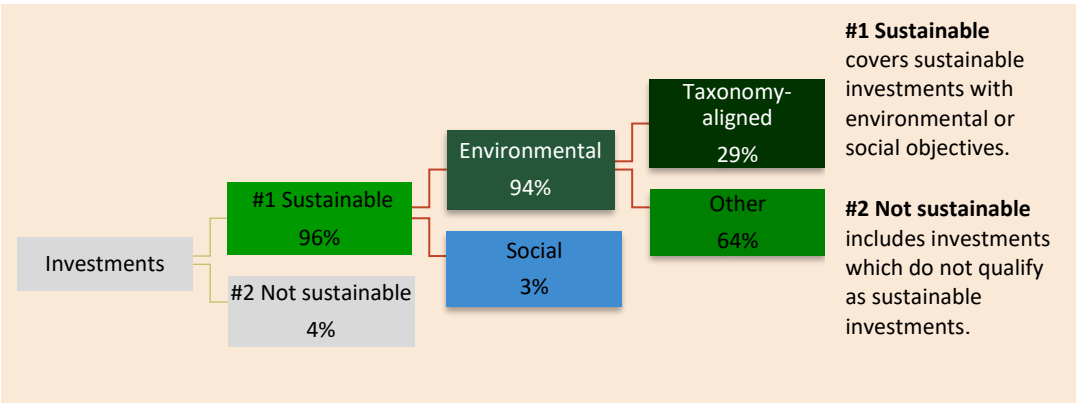 Investments
#1 Sustainable
96%
#2 Not sustainable
4%
Environmental
94%
Social
3%
Taxonomy-
aligned
29%
Other
64%
#1 Sustainable
covers sustainable
investments with
environmental or
social objectives.
#2 Not sustainable
includes investments
which do not qualify
as sustainable
investments.